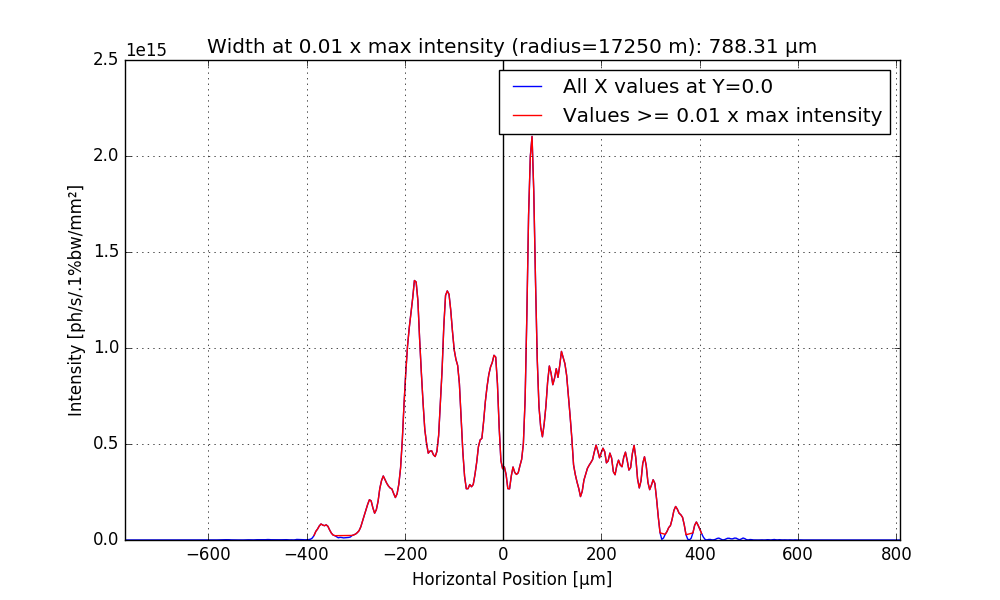 Width at 0.01 x max intensity (radius=17250 m): 788.31 µm
1e15
All X values at Y=0.0
Values >= 0.01 x max intensity
2.5
2.0
1.5
1.0
0.5
0.0
Intensity [ph/s/.1%bw/mm²]
−600 −400 −200 0 200 400 600 800
Horizontal Position [µm]